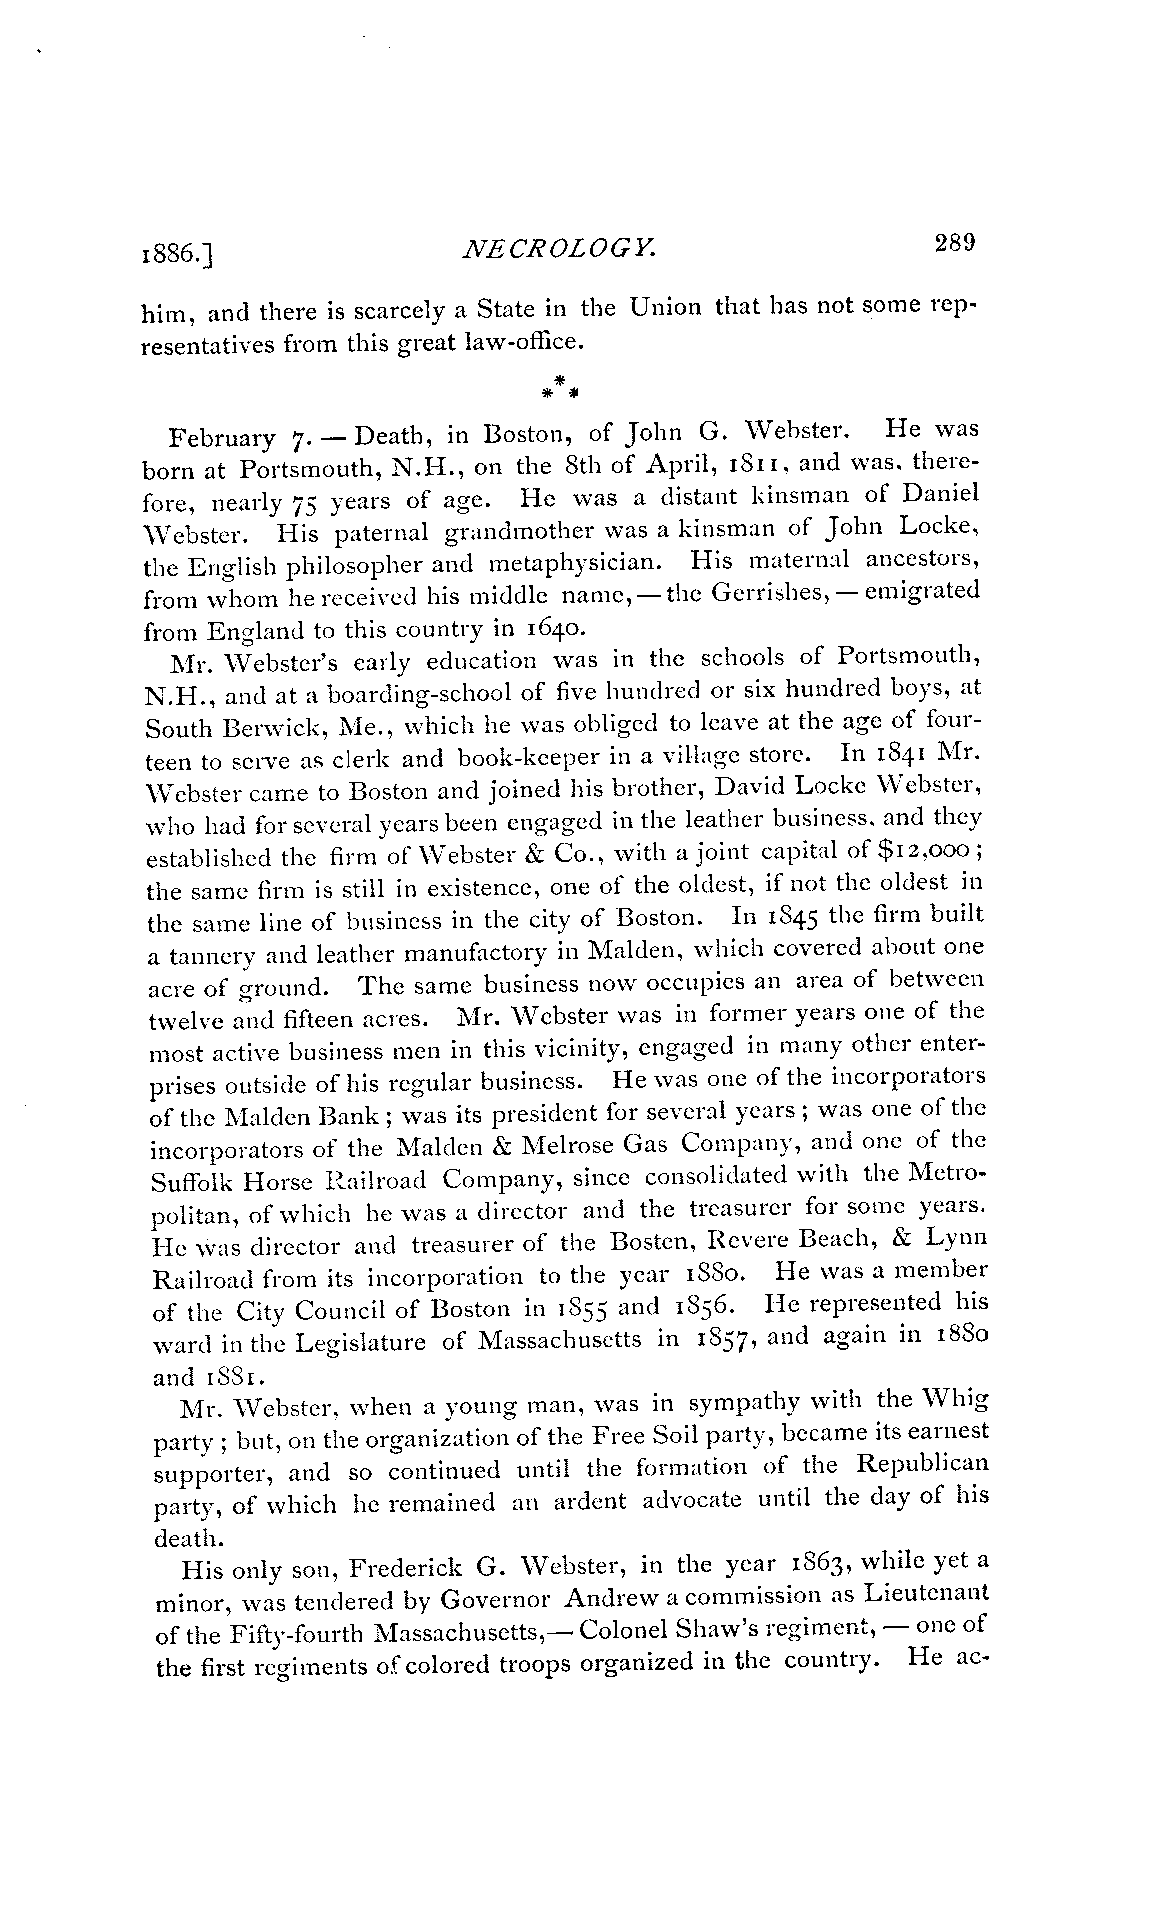 1886.] NECROLOGY. 289
him, and there is scarcely a State in the Union that has not some rep-
resentatives from this great law-office.
***
February 7. — Death, in Boston, of John G. Webster. He was
born at Portsmouth, N.H., on the 8th of April, 1811, and was, there-
fore, nearly 75 years of age. He was a distant kinsman of Daniel
Webster. His paternal grandmother was a kinsman of John Locke,
the English philosopher and metaphysician. His maternal ancestors,
from whom he received his middle name, — the Gerrishes, — emigrated
from England to this country in 1640.
Mr. Webster's early education was in the schools of Portsmouth,
N.H., and at a boarding-school of five hundred or six hundred boys, at
South Berwick, Me., which he was obliged to leave at the age of four-
teen to serve as clerk and book-keeper in a village store. In 1841 Mr.
Webster came to Boston and joined his brother, David Locke Webster,
who had for several years been engaged in the leather business, and they
established the firm of Webster & Co., with a joint capital of $12,000;
the same firm is still in existence, one of the oldest, if not the oldest in
the same line of business in the city of Boston. In 1845 the firm built
a tannery and leather manufactory in Malden, which covered about one
acre of ground. The same business now occupies an area of between
twelve and fifteen acres. Mr. Webster was in former years one of the
most active business men in this vicinity, engaged in many other enter-
prises outside of his regular business. He was one of the incorporators
of the Malden Bank; was its president for several years; was one of the
incorporators of the Malden & Melrose Gas Company, and one of the
Suffolk Horse Railroad Company, since consolidated with the Metro-
politan, of which he was a director and the treasurer for some years.
He was director and treasurer of the Boston, Revere Beach, & Lynn
Railroad from its incorporation to the year 1880. He was a member
of the City Council of Boston in 1855 and 1856. He represented his
ward in the Legislature of Massachusetts in 1857, and again in 1880
and 1881.
Mr. Webster, when a young man, was in sympathy with the Whig
party; but, on the organization of the Free Soil party, became its earnest
supporter, and so continued until the formation of the Republican
party, of which he remained an ardent advocate until the day of his
death.
His only son, Frederick G. Webster, in the year 1863, while yet a
minor, was tendered by Governor Andrew a commission as Lieutenant
of the Fifty-fourth Massachusetts, — Colonel Shaw's regiment, — one of
the first regiments of colored troops organized in the country. He ac-